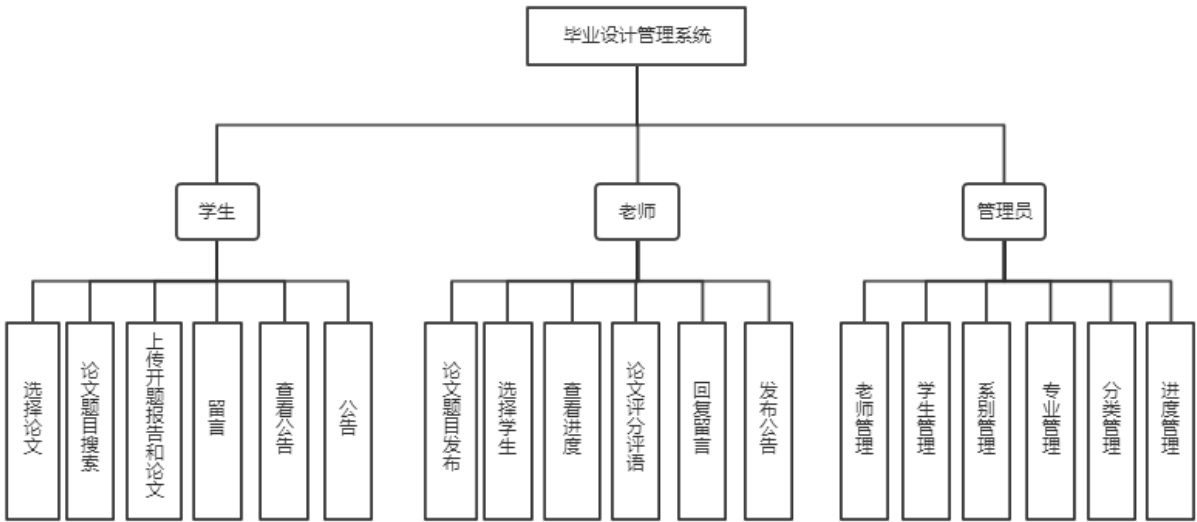 毕业设计管理系统
学生
老师
管理员
选择论文
论文题目搜索
上传开题报告和论文
留言
查看公告
公告
论文题目发布
选择学生
查看进度
论文评分评语
回复留言
发布公告
老师管理
学生管理
系别管理
专业管理
分类管理
进度管理